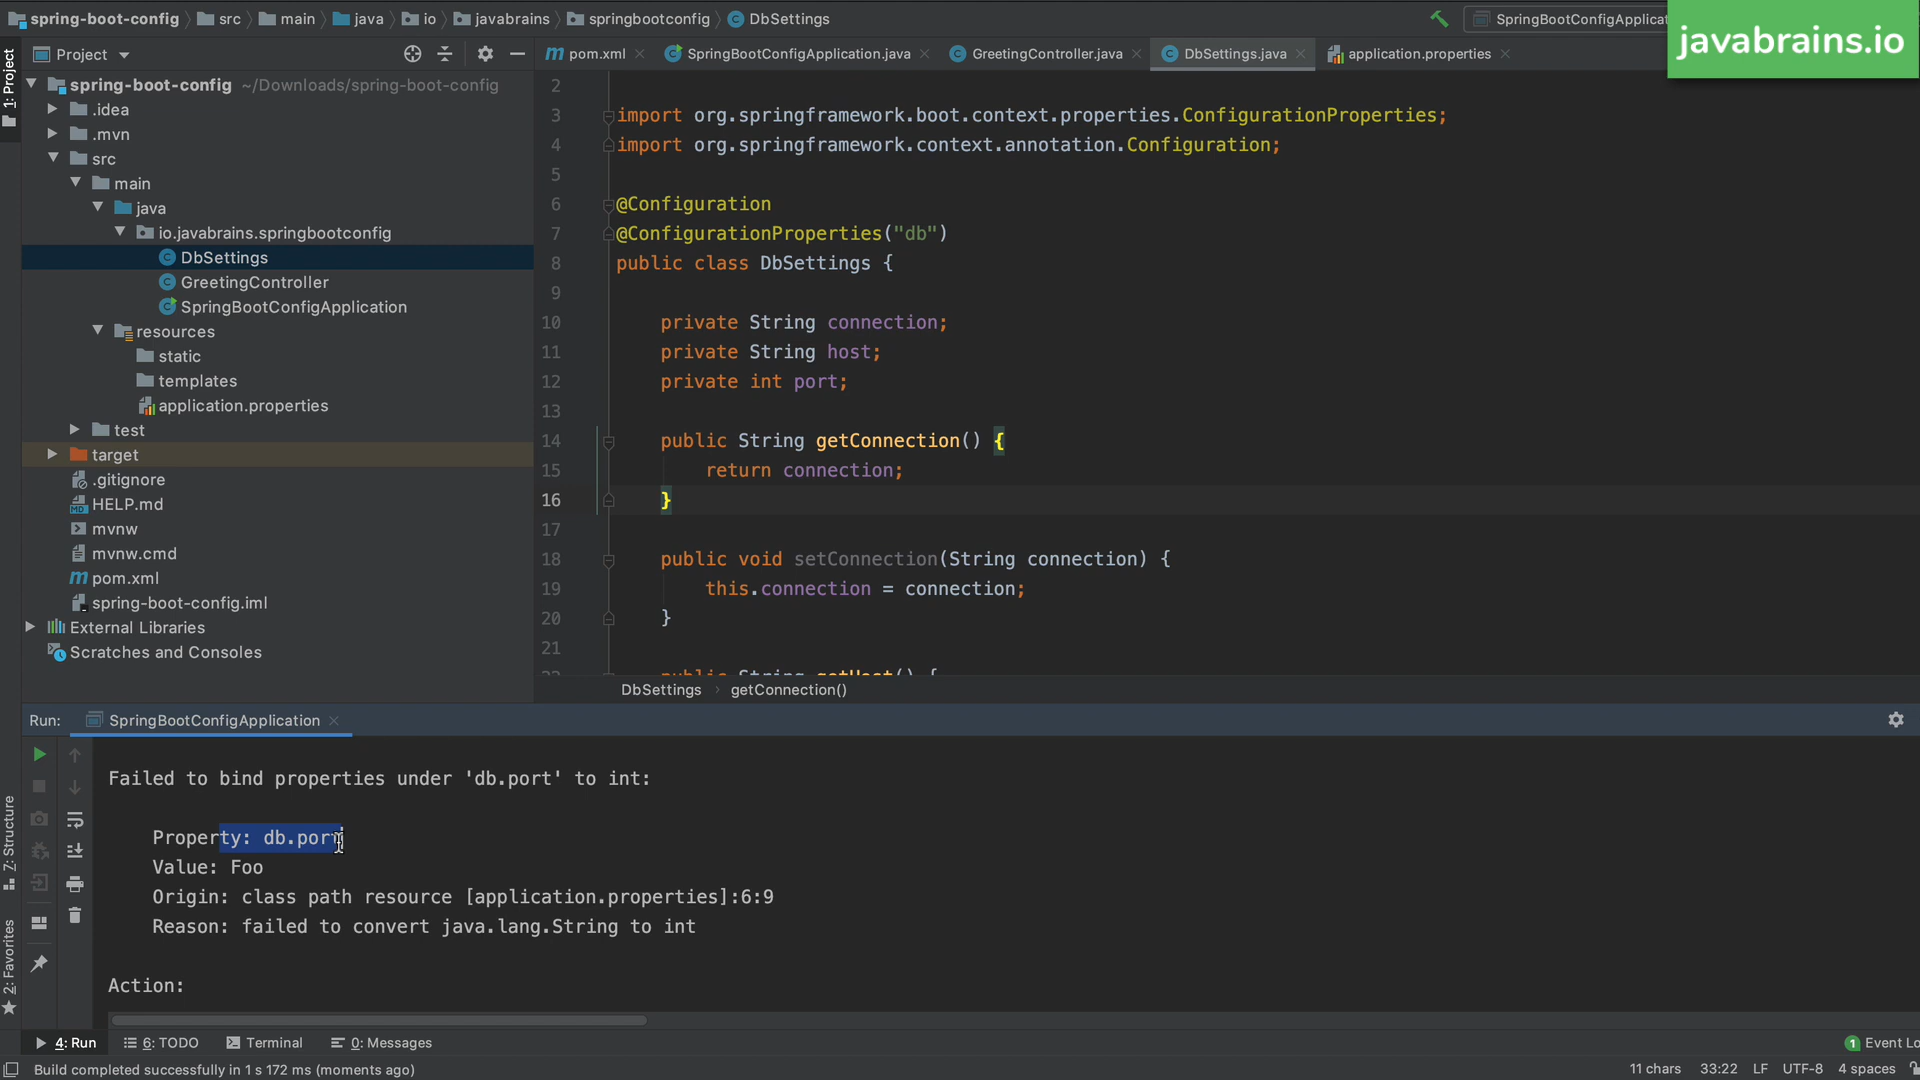 spring-boot-config
src
main
java
io
javabrains
springbootconfig
DbSettings
SpringBootConfigApplicat
javabrains.io
Project
pom.xml
SpringBootConfigApplication.java
GreetingController.java
DbSettings.java
application.properties
1: Project
spring-boot-config ~/Downloads/spring-boot-config
.idea
.mvn
src
main
java
io.javabrains.springbootconfig
DbSettings
GreetingController
SpringBootConfigApplication
resources
static
templates
application.properties
test
target
.gitignore
HELP.md
mvnw
mvnw.cmd
pom.xml
spring-boot-config.iml
External Libraries
Scratches and Consoles
2
3 import org.springframework.boot.context.properties.ConfigurationProperties;
4 import org.springframework.context.annotation.Configuration;
5
6 @Configuration
7 @ConfigurationProperties("db")
8 public class DbSettings {
9
10 private String connection;
11 private String host;
12 private int port;
13
14 public String getConnection() {
15 return connection;
16 }
17
18 public void setConnection(String connection) {
19 this.connection = connection;
20 }
21
22 public String getHost() {
DbSettings › getConnection()
Run: SpringBootConfigApplication
Failed to bind properties under 'db.port' to int:
Property: db.port
Value: Foo
Origin: class path resource [application.properties]:6:9
Reason: failed to convert java.lang.String to int
Action:
7: Structure
2: Favorites
4: Run
6: TODO
Terminal
0: Messages
1 Event Lo
Build completed successfully in 1 s 172 ms (moments ago)
11 chars 33:22 LF UTF-8 4 spaces